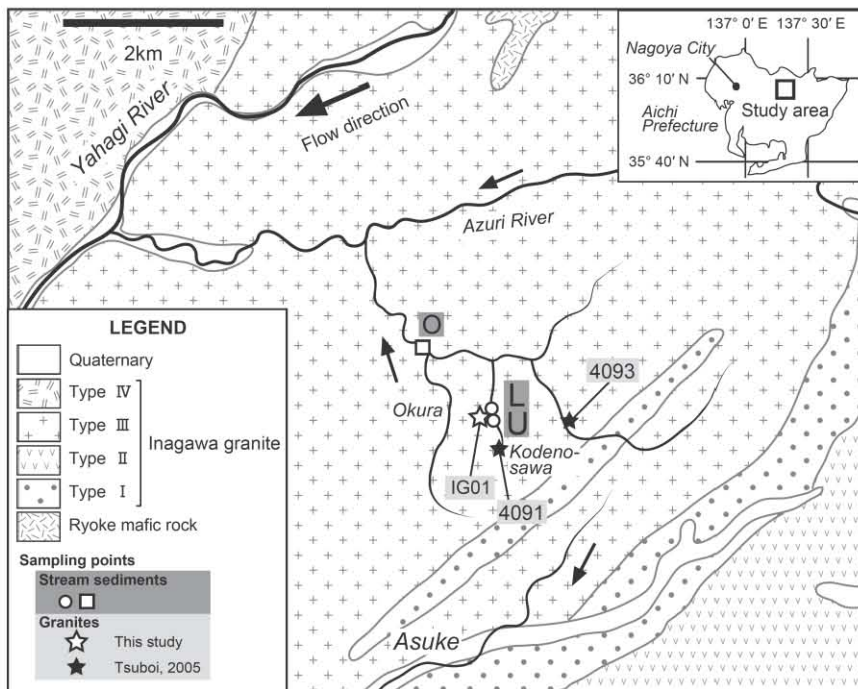 2km
Yahagi River
Flow direction
137° 0′ E 137° 30′
Nagoya City
36° 10′ N
Study area
Aichi
Prefecture
35° 40′ N
Azuri River
O
4093
L
U
Okura
Kodeno-
sawa
IG01
4091
Asuke
LEGEND
Quaternary
Type Ⅳ
Type Ⅲ
Type Ⅱ
Type Ⅰ
Inagawa granite
Ryoke mafic rock
Sampling points
Stream sediments
Granites
This study
Tsuboi, 2005